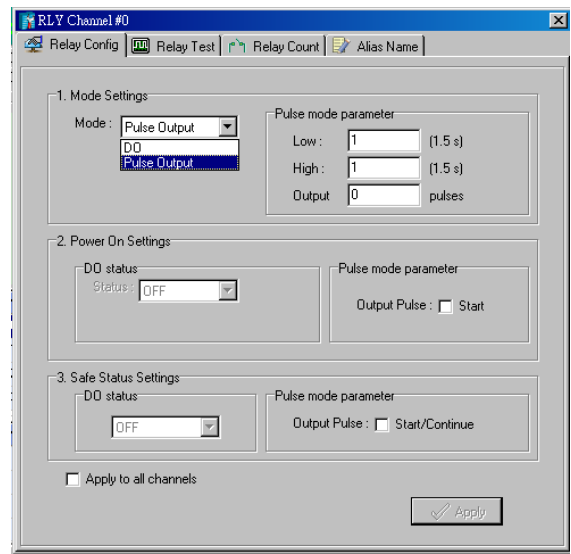 RLY Channel #0
Relay Config Relay Test Relay Count Alias Name
1. Mode Settings
Mode : Pulse Output
DO
Pulse Output
Pulse mode parameter
Low : 1 (1.5 s)
High : 1 (1.5 s)
Output 0 pulses
2. Power On Settings
DO status
Status : OFF
Pulse mode parameter
Output Pulse : Start
3. Safe Status Settings
DO status
OFF
Pulse mode parameter
Output Pulse : Start/Continue
Apply to all channels
Apply